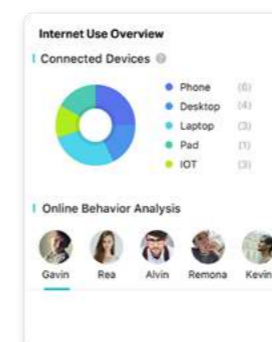 Internet Use Overview
Connected Devices
Phone (6)
Desktop (4)
Laptop (3)
Pad (1)
IOT (3)
Online Behavior Analysis
Gavin Rea Alvin Remona Kevin